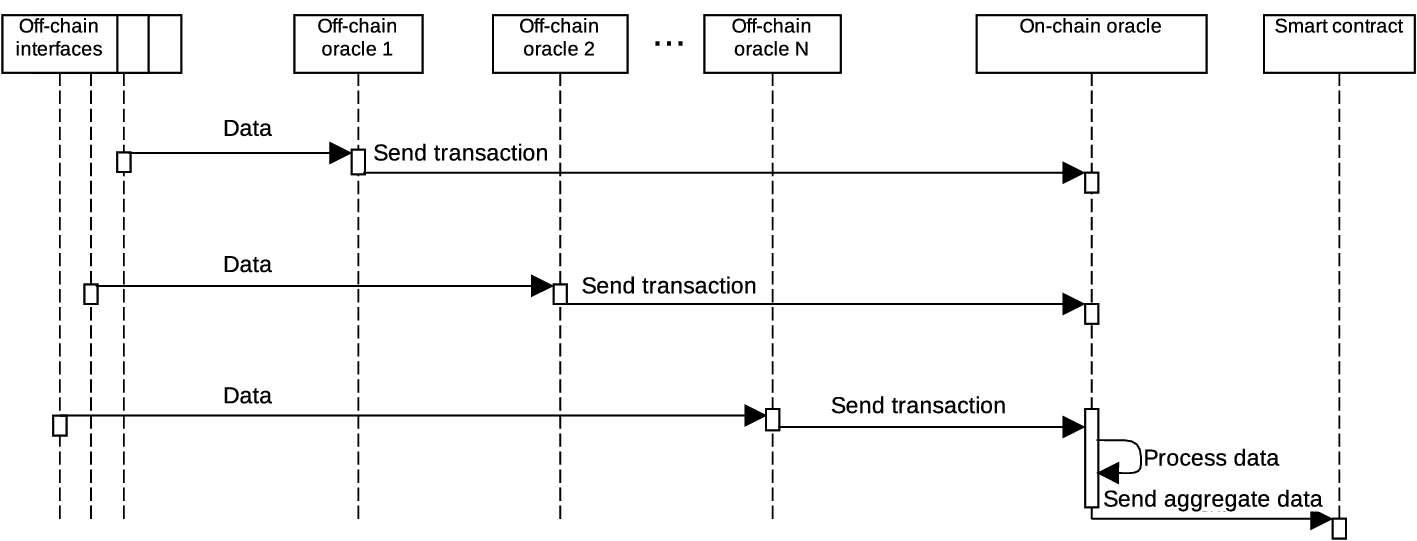 Off-chain
interfaces
Off-chain
oracle 1
Off-chain
oracle 2
...
Off-chain
oracle N
On-chain oracle
Smart contract
Data
Send transaction
Data
Send transaction
Data
Send transaction
Process data
Send aggregate data